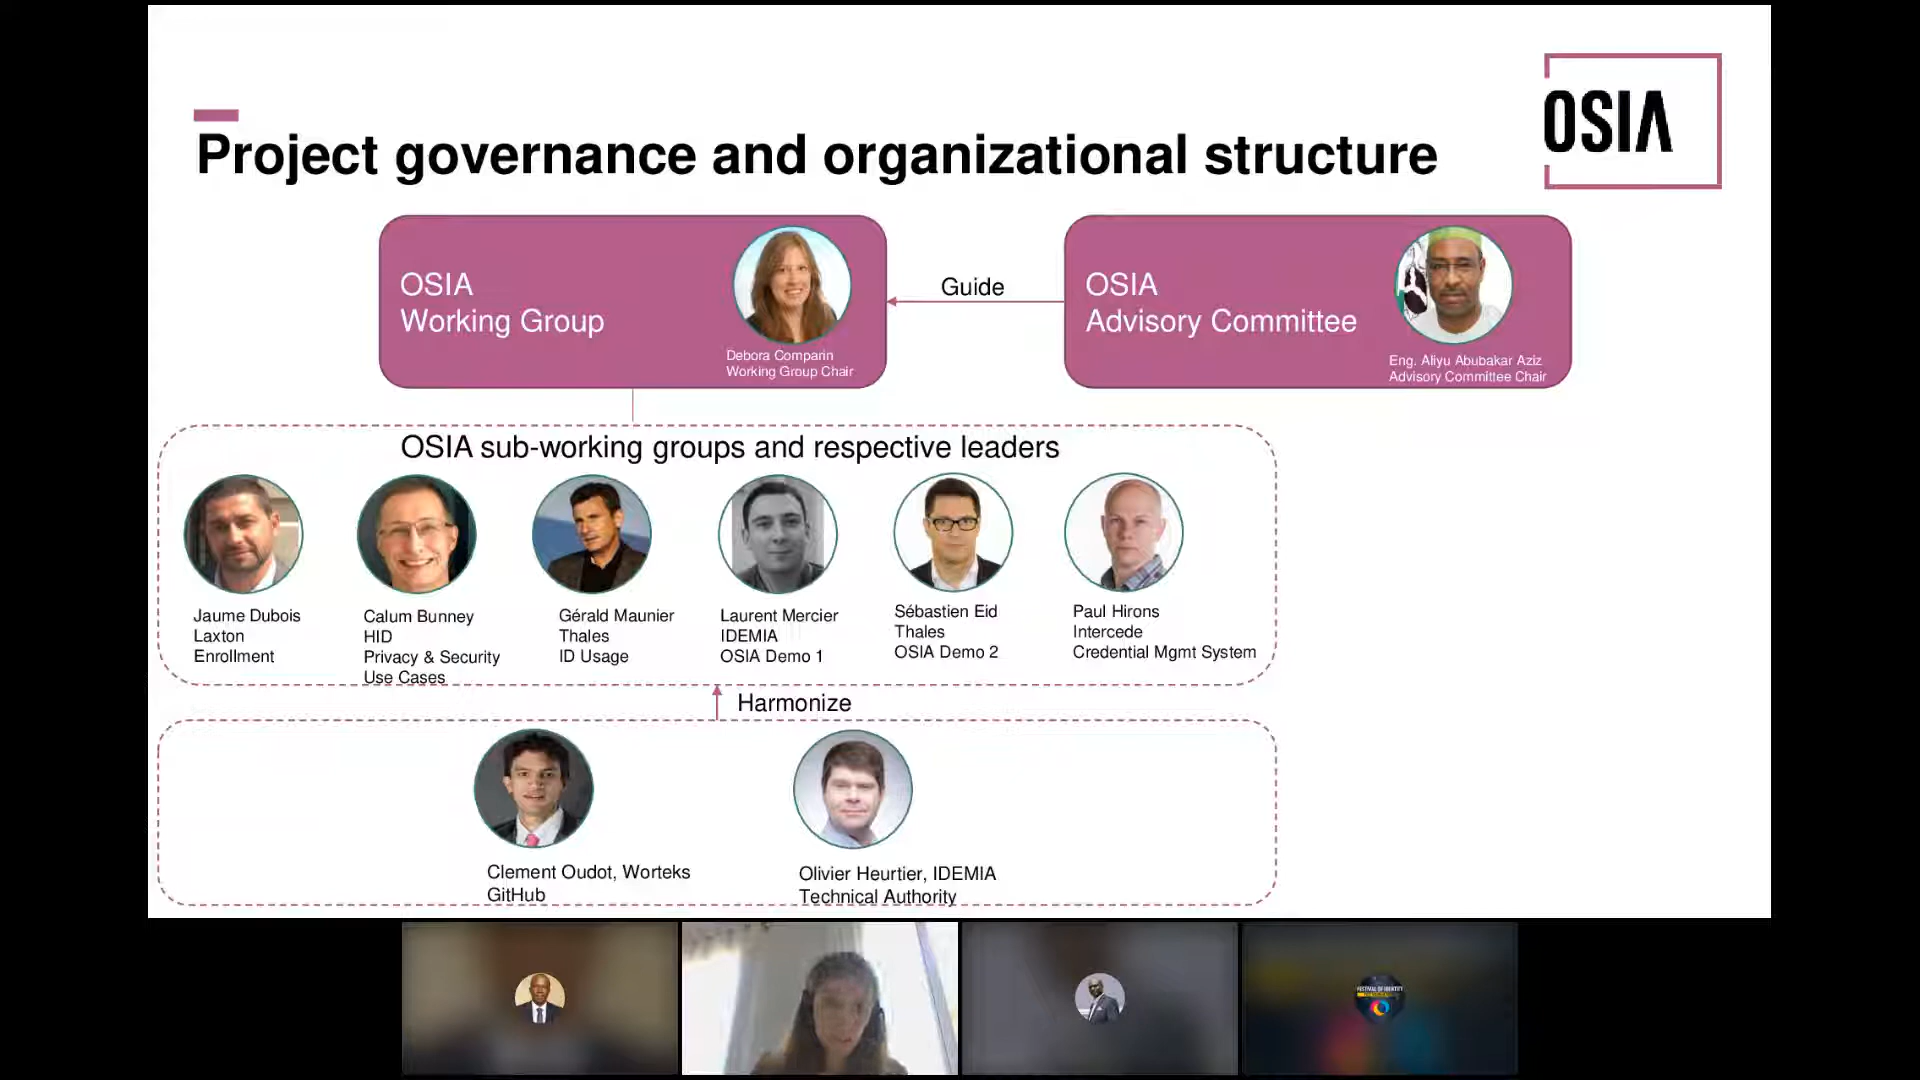 OSIA
Project governance and organizational structure
OSIA
Working Group
Debora Comparin
Working Group Chair
Guide
OSIA
Advisory Committee
Eng. Aliyu Abubakar Aziz
Advisory Committee Chair
OSIA sub-working groups and respective leaders
Jaume Dubois
Laxton
Enrollment
Calum Bunney
HID
Privacy & Security
Use Cases
Gérald Maunier
Thales
ID Usage
Laurent Mercier
IDEMIA
OSIA Demo 1
Sébastien Eid
Thales
OSIA Demo 2
Paul Hirons
Intercede
Credential Mgmt System
Harmonize
Clement Oudot, Worteks
GitHub
Olivier Heurtier, IDEMIA
Technical Authority
FESTIVAL OF IDENTITY